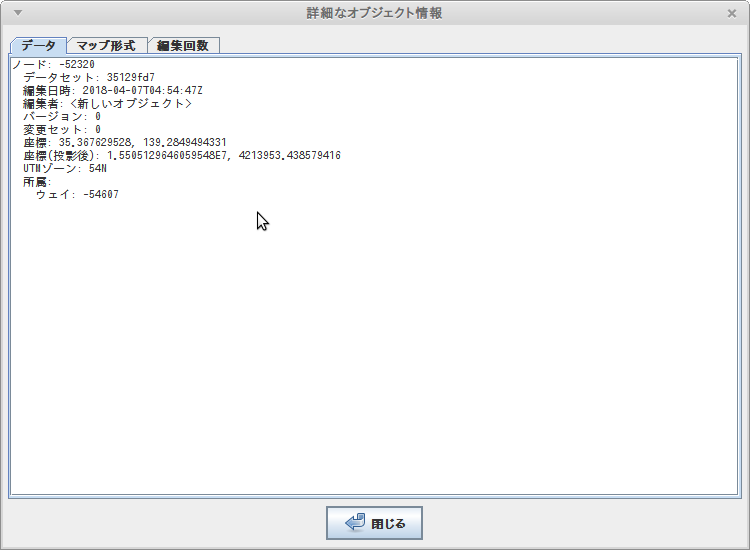 詳細なオブジェクト情報
データ マップ形式 編集回数
ノード: -52320
データセット: 35129fd7
編集日時: 2018-04-07T04:54:47Z
編集者: <新しいオブジェクト>
バージョン: 0
変更セット: 0
座標: 35.367629528, 139.2849494331
座標(投影後): 1.5505129646059548E7, 4213953.438579416
UTMゾーン: 54N
所属:
ウェイ: -54607
閉じる